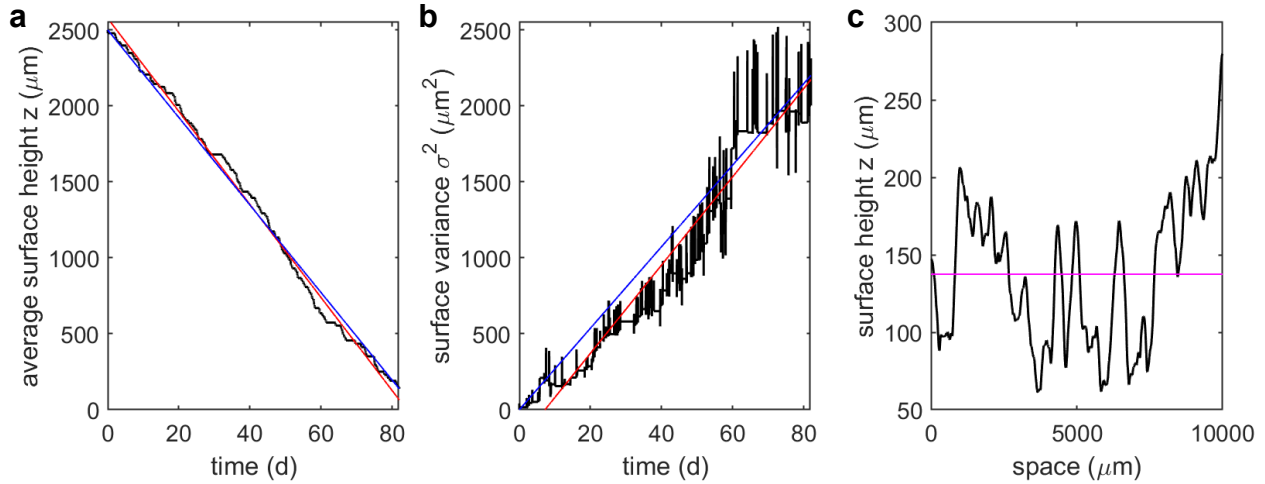 a
average surface height z (μm)
2500
2000
1500
1000
500
0
0 20 40 60 80
time (d)
b
surface variance σ² (μm²)
2500
2000
1500
1000
500
0
0 20 40 60 80
time (d)
c
surface height z (μm)
300
250
200
150
100
50
0 5000 10000
space (μm)